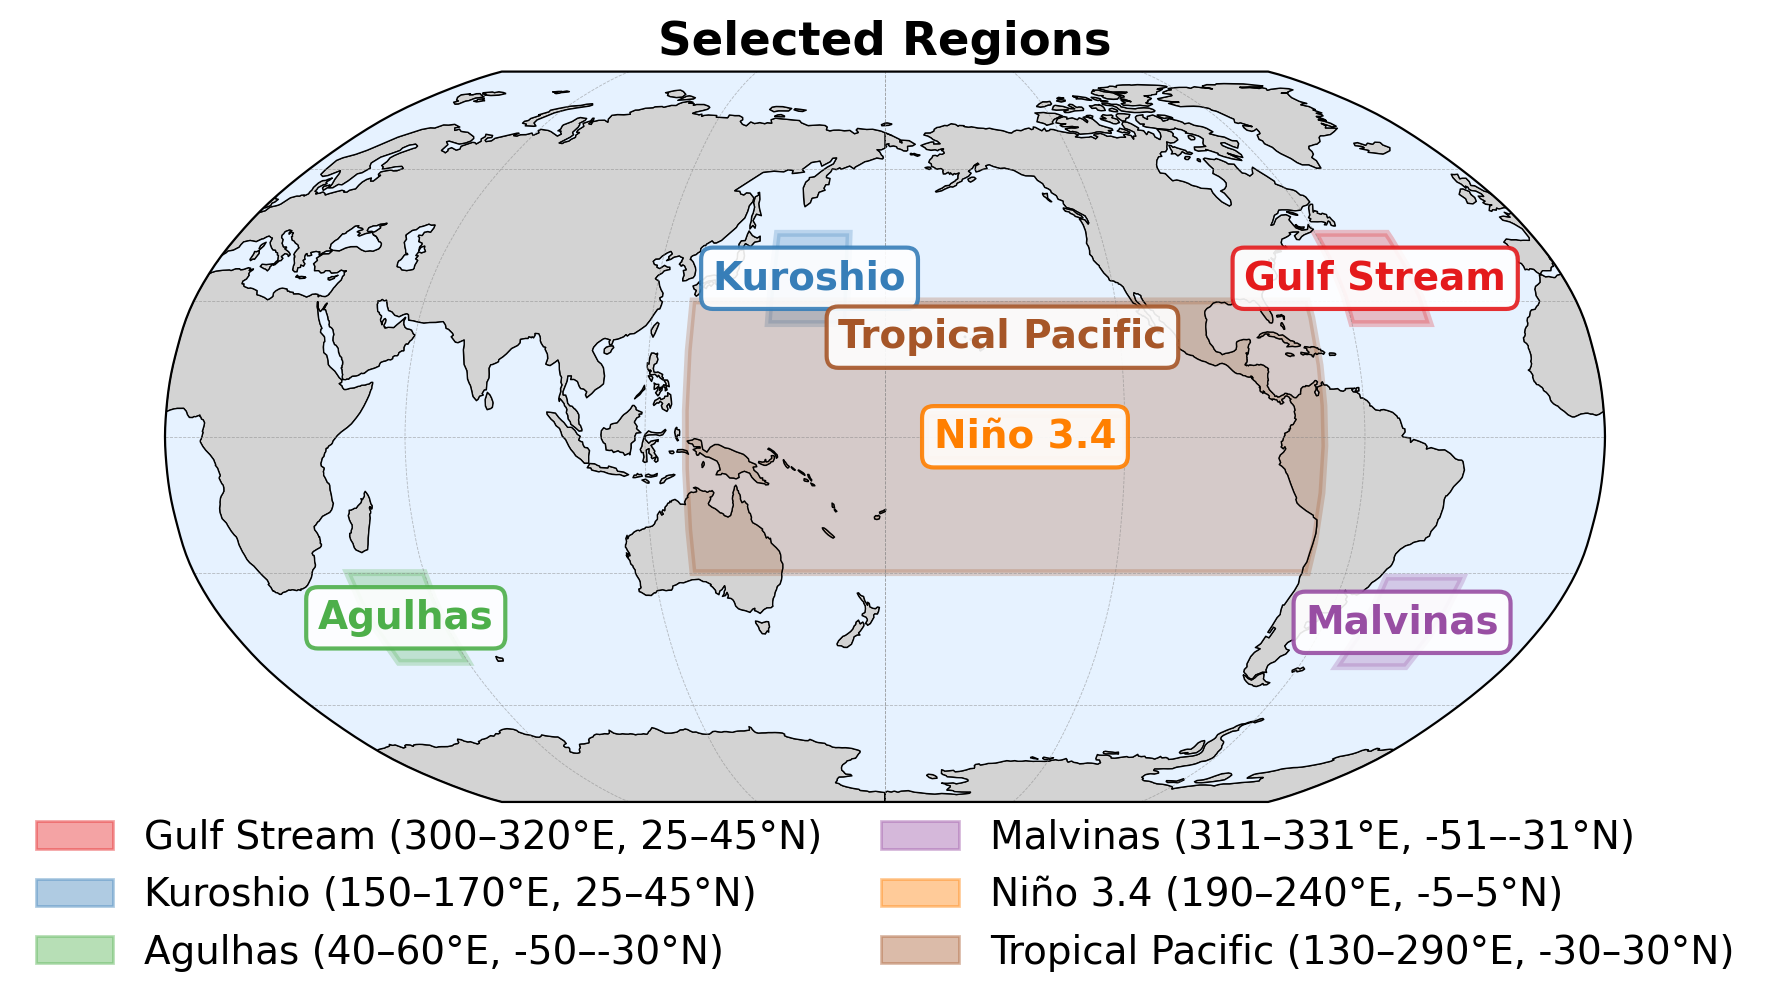 Selected Regions
Kuroshio
Gulf Stream
Tropical Pacific
Niño 3.4
Agulhas
Malvinas
Gulf Stream (300–320°E, 25–45°N)
Kuroshio (150–170°E, 25–45°N)
Agulhas (40–60°E, -50–-30°N)
Malvinas (311–331°E, -51–-31°N)
Niño 3.4 (190–240°E, -5–5°N)
Tropical Pacific (130–290°E, -30–30°N)